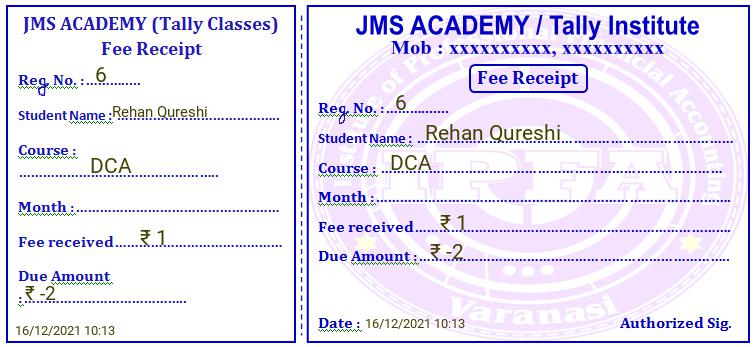 JMS ACADEMY (Tally Classes)
Fee Receipt
Reg. No. : 6
Student Name : Rehan Qureshi
Course :
DCA
Month :
Fee received ₹ 1
Due Amount
: ₹ -2
16/12/2021 10:13
JMS ACADEMY / Tally Institute
Mob : xxxxxxxxxx, xxxxxxxxxx
Fee Receipt
Reg. No. : 6
Student Name : Rehan Qureshi
Course : DCA
Month :
Fee received ₹ 1
Due Amount : ₹ -2
Date : 16/12/2021 10:13 Authorized Sig.
IRFA
Varanasi